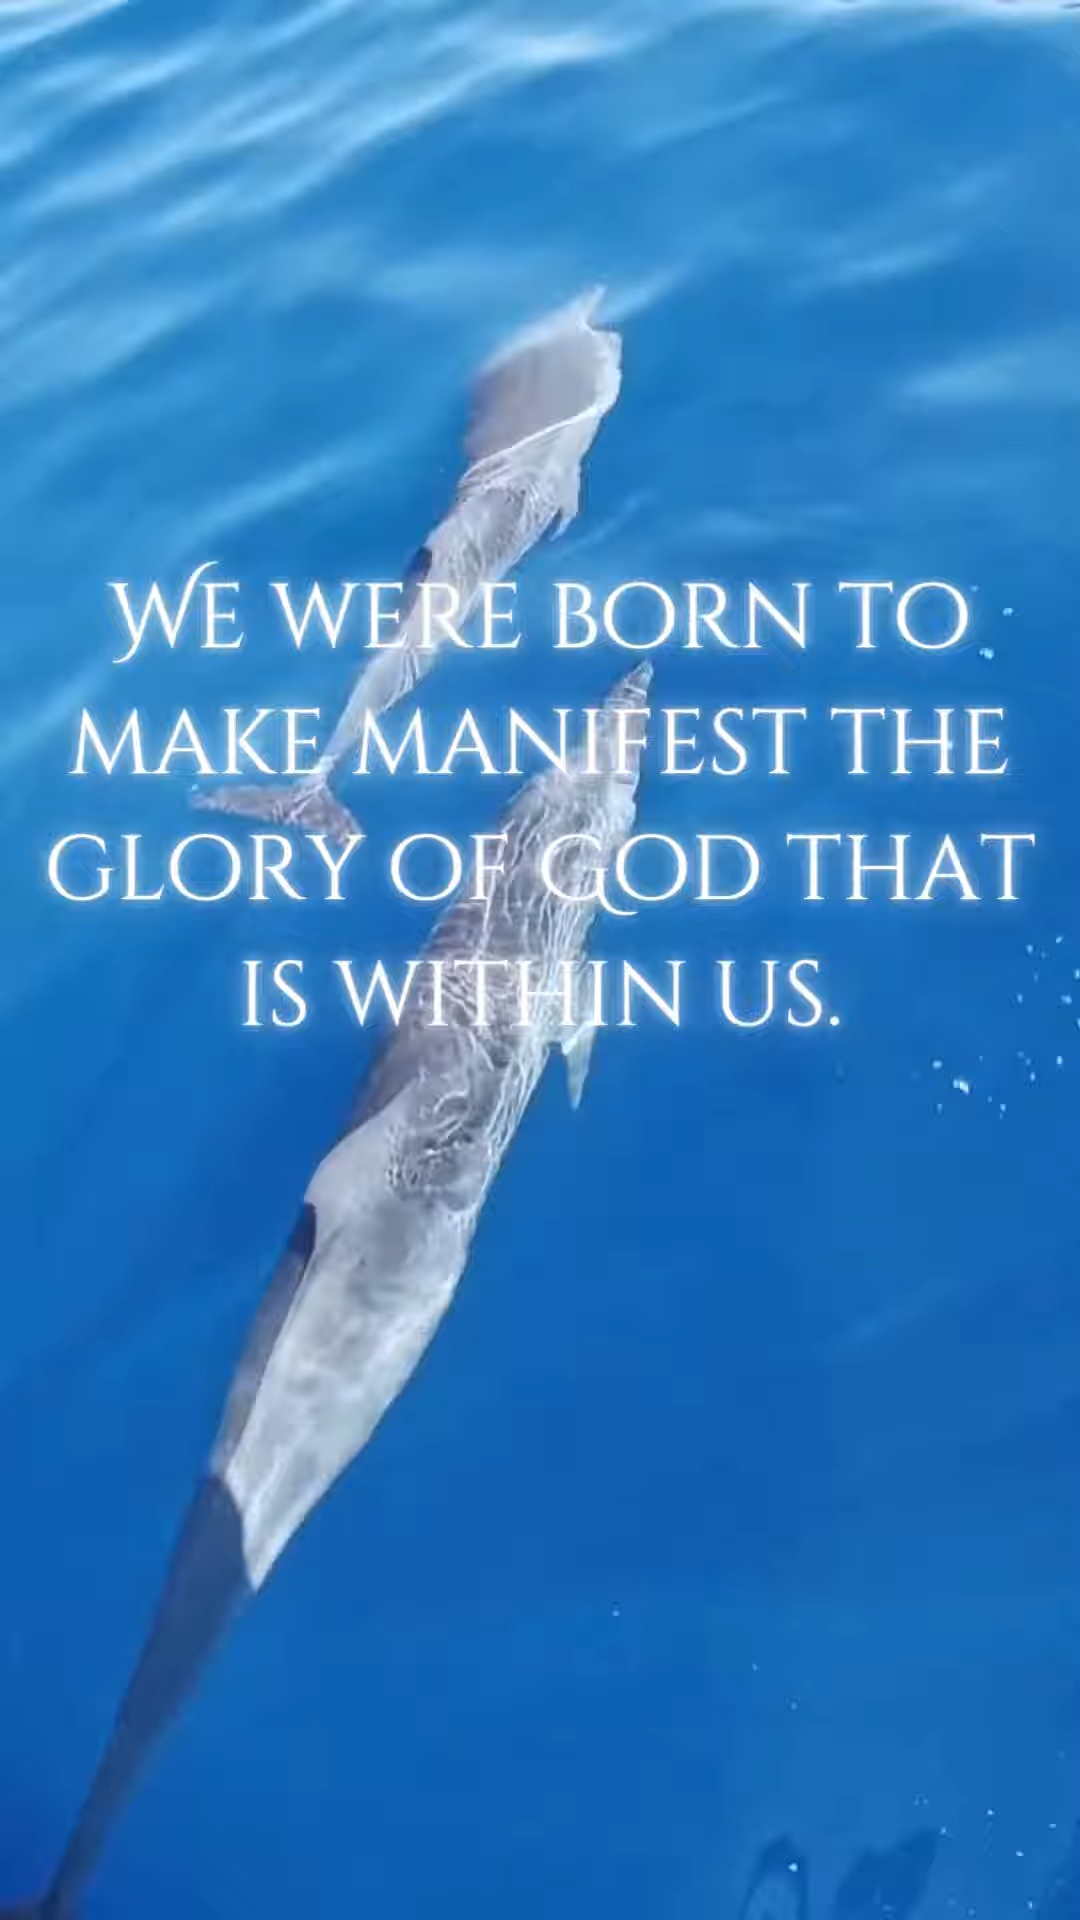 We were born to
make manifest the
glory of God that
is within us.